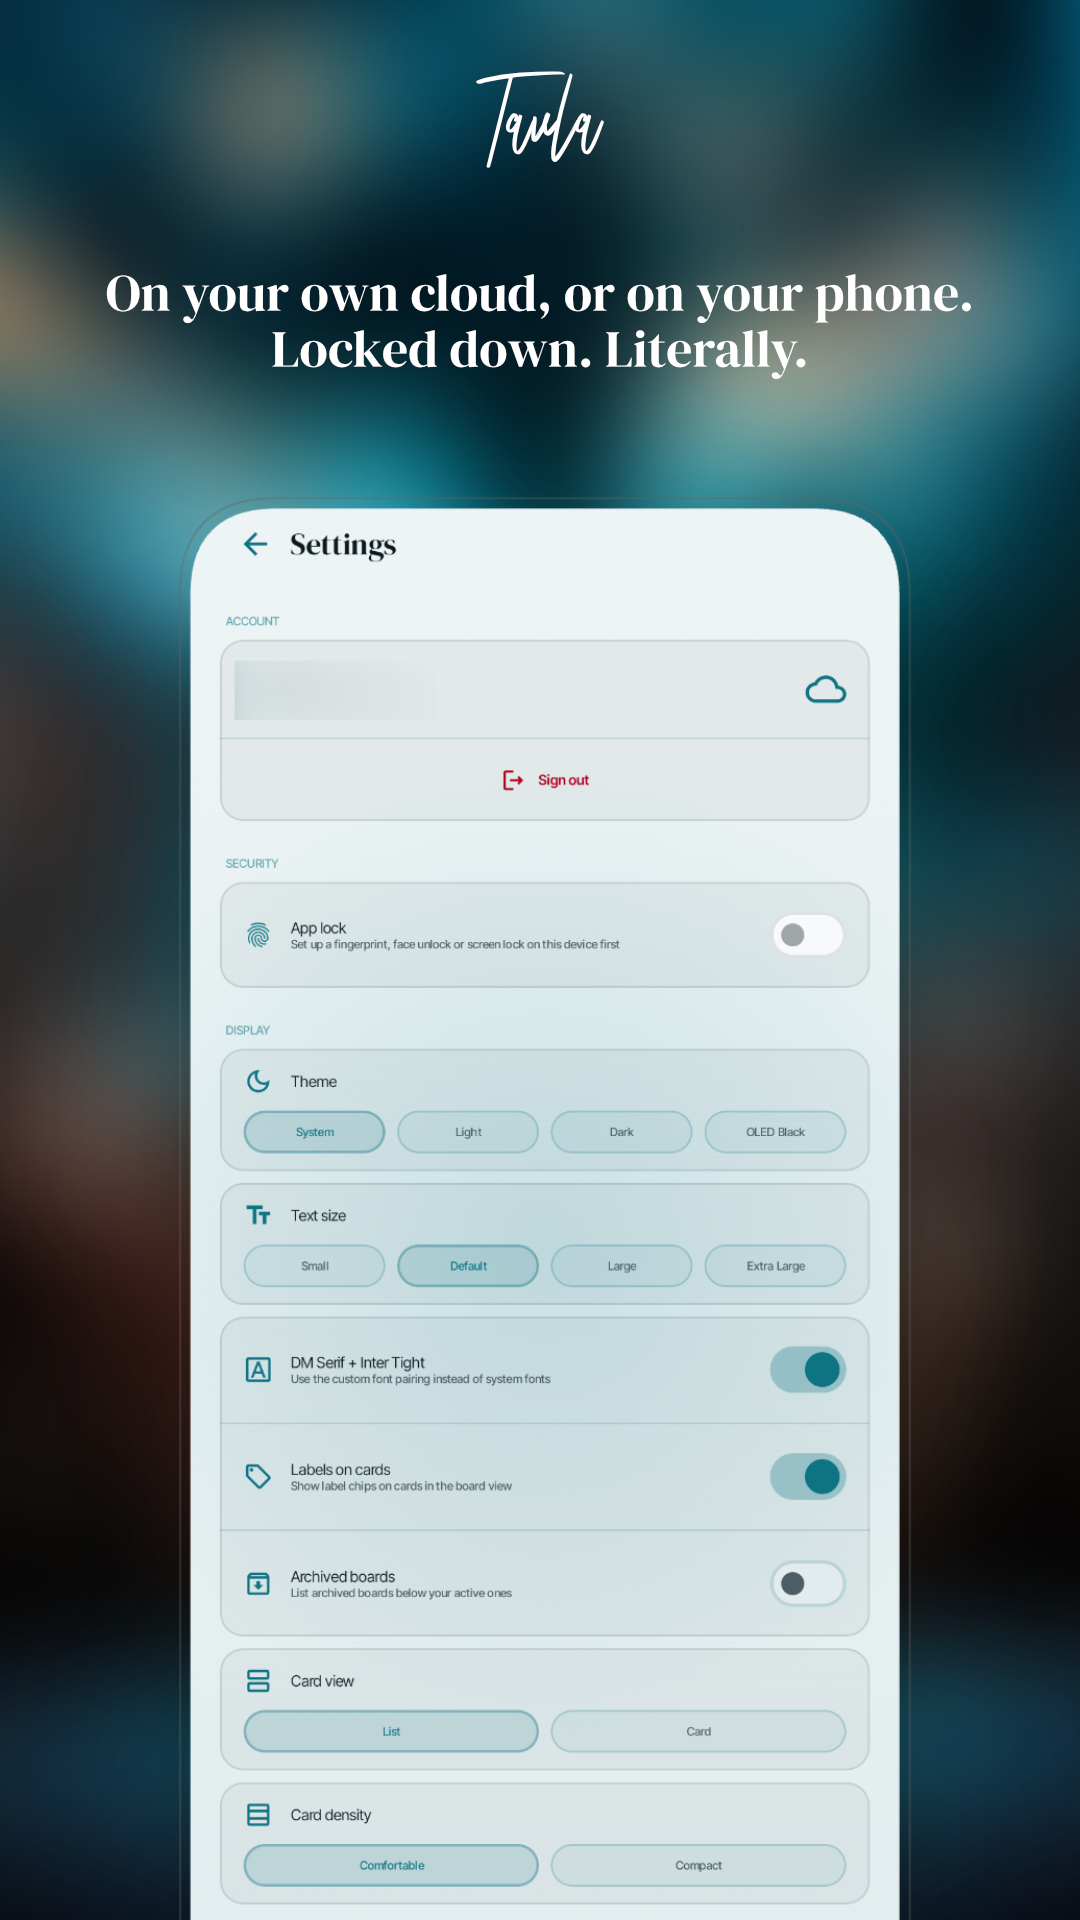 Taula
On your own cloud, or on your phone.
Locked down. Literally.
Settings
ACCOUNT
Sign out
SECURITY
App lock
Set up a fingerprint, face unlock or screen lock on this device first
DISPLAY
Theme
System Light Dark OLED Black
Text size
Small Default Large Extra Large
DM Serif + Inter Tight
Use the custom font pairing instead of system fonts
Labels on cards
Show label chips on cards in the board view
Archived boards
List archived boards below your active ones
Card view
List Card
Card density
Comfortable Compact